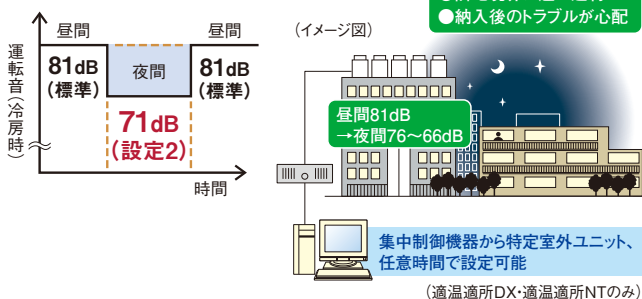 ●納入後のトラブルが心配
(イメージ図)
運転音(冷房時)
昼間
夜間
昼間
81dB
(標準)
81dB
(標準)
71dB
(設定2)
時間
昼間81dB
→夜間76〜66dB
集中制御機器から特定室外ユニット、
任意時間で設定可能
(適温適所DX・適温適所NTのみ)